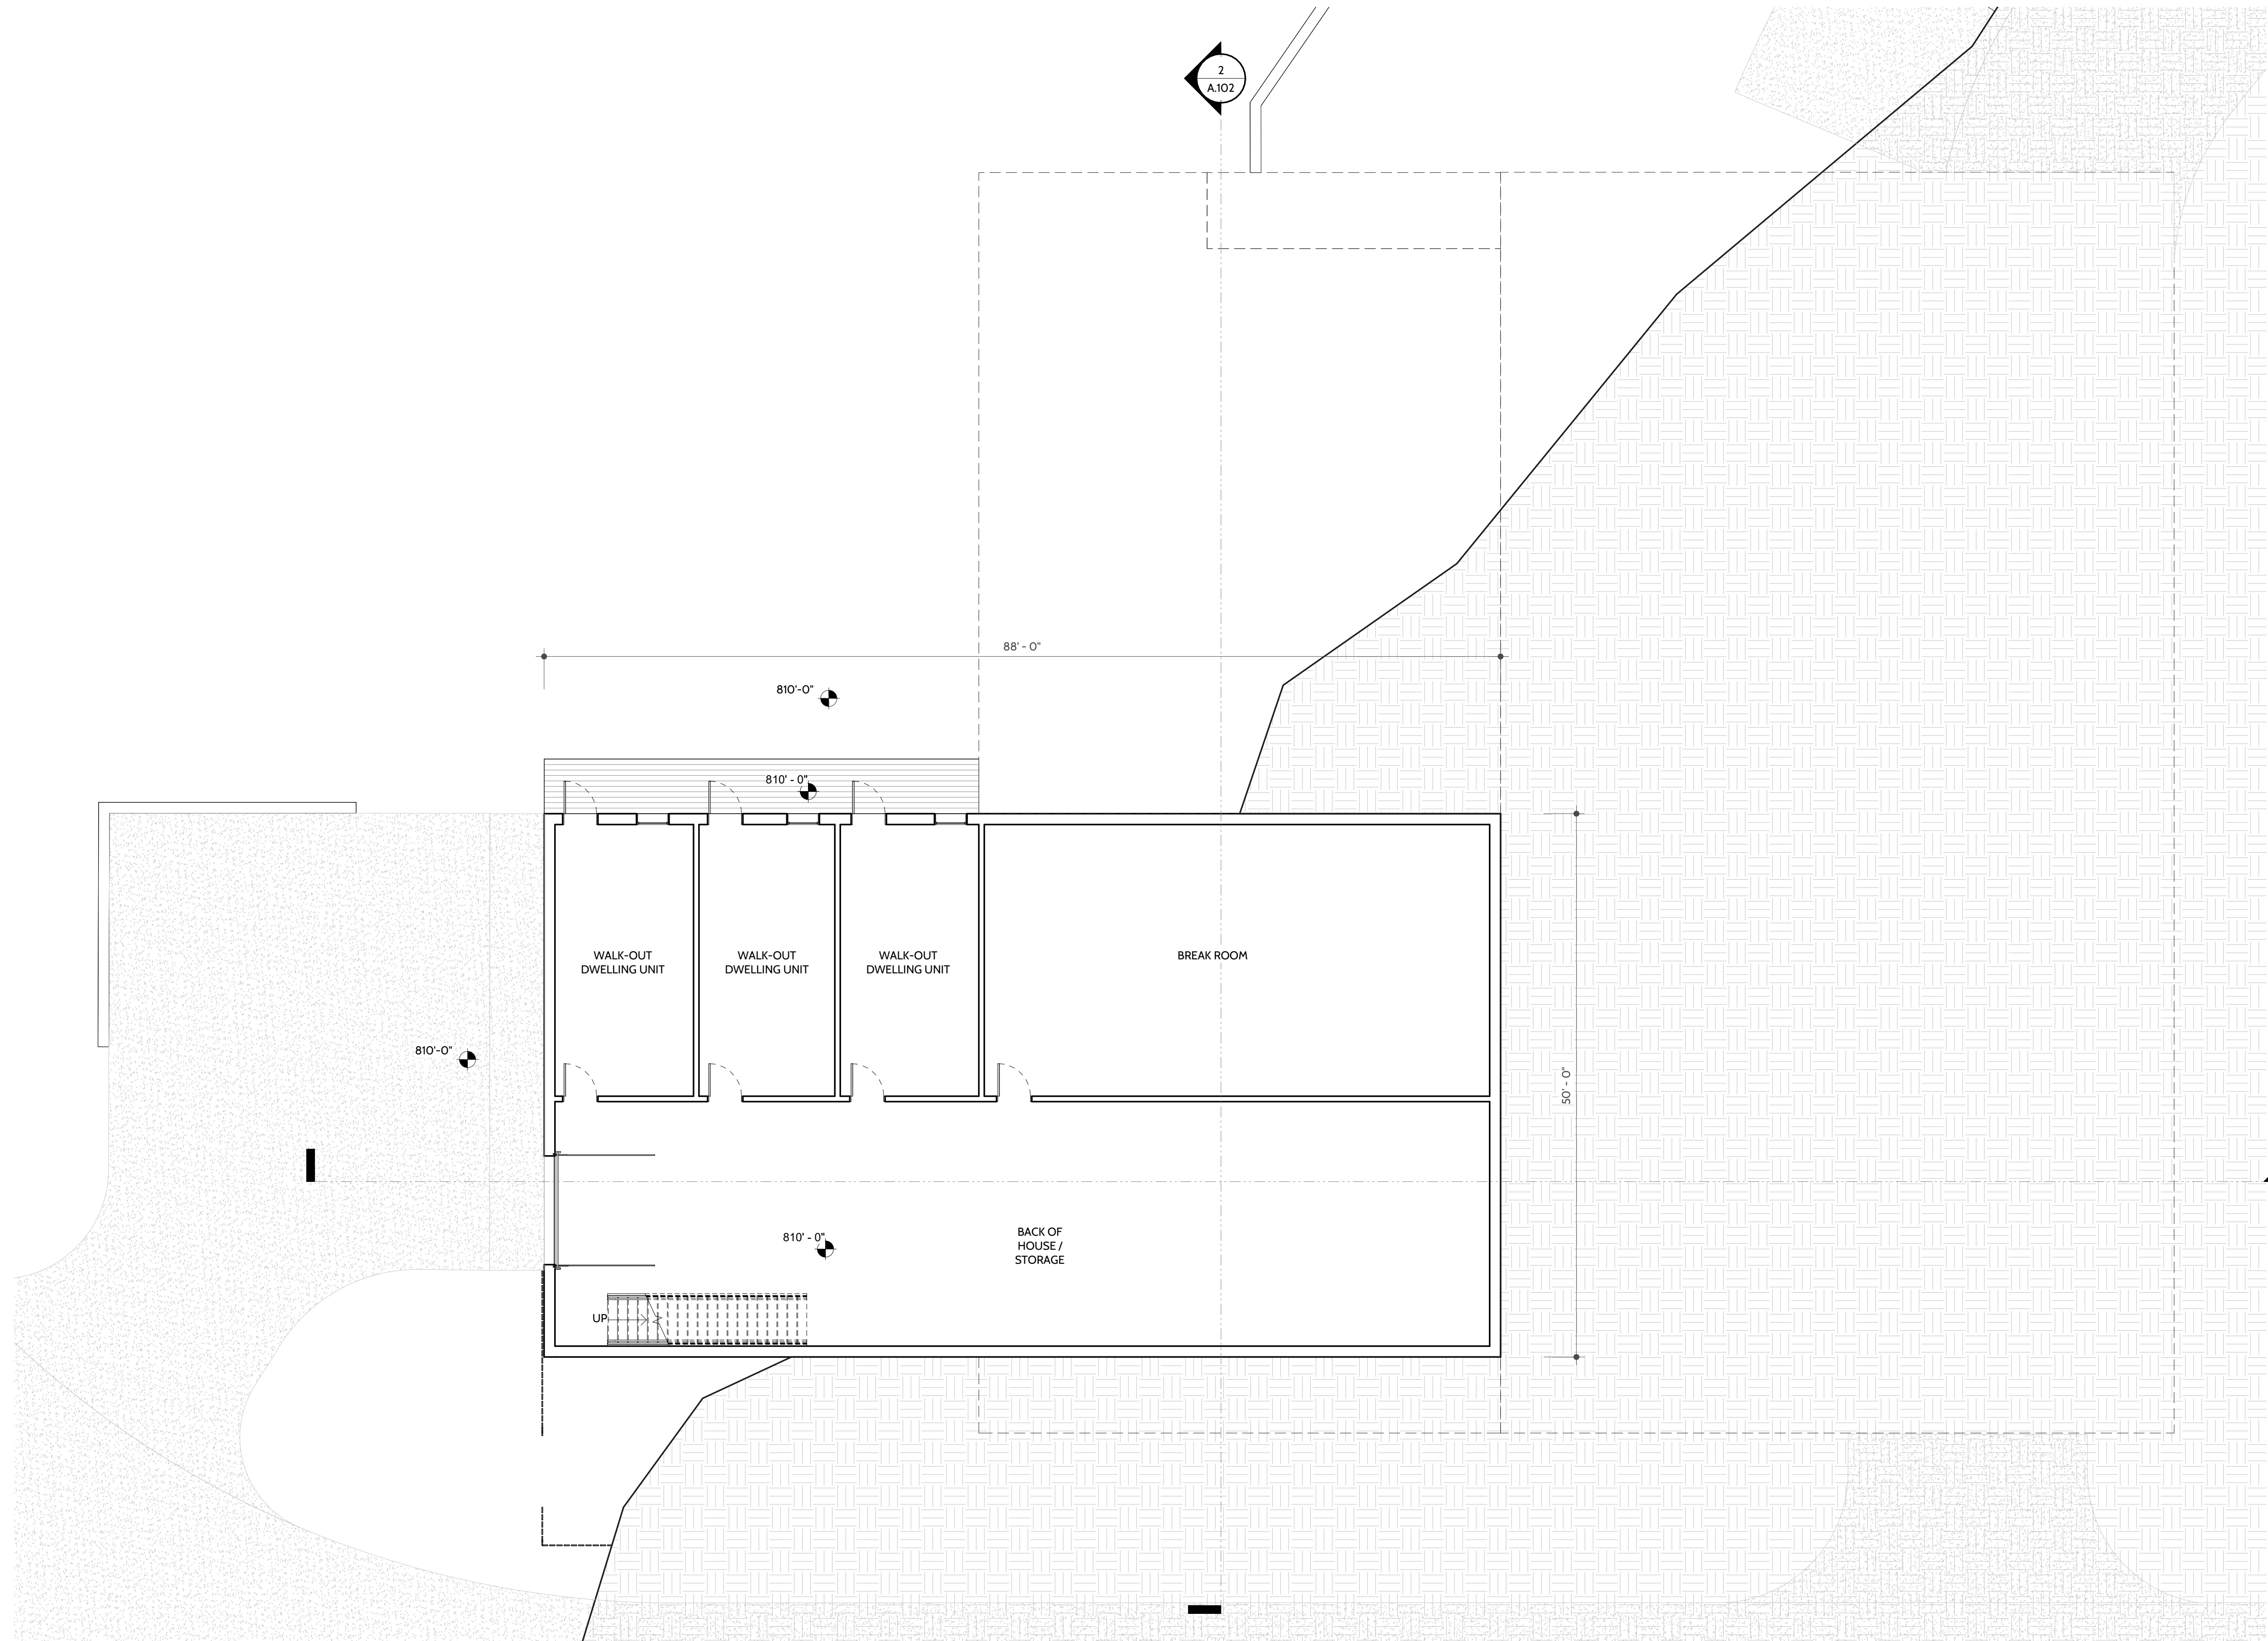 2
A.102
88' - 0"
810'-0"
810' - 0"
WALK-OUT
DWELLING UNIT
WALK-OUT
DWELLING UNIT
WALK-OUT
DWELLING UNIT
BREAK ROOM
810'-0"
50' - 0"
810' - 0"
BACK OF
HOUSE /
STORAGE
UP